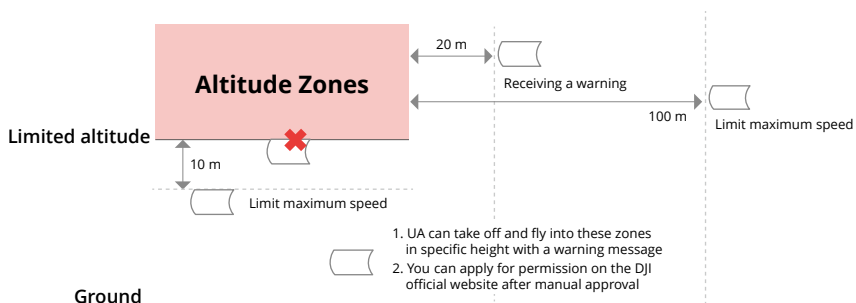 20 m
Altitude Zones
Receiving a warning
100 m
Limit maximum speed
Limited altitude
10 m
Limit maximum speed
1. UA can take off and fly into these zones
in specific height with a warning message
2. You can apply for permission on the DJI
official website after manual approval
Ground